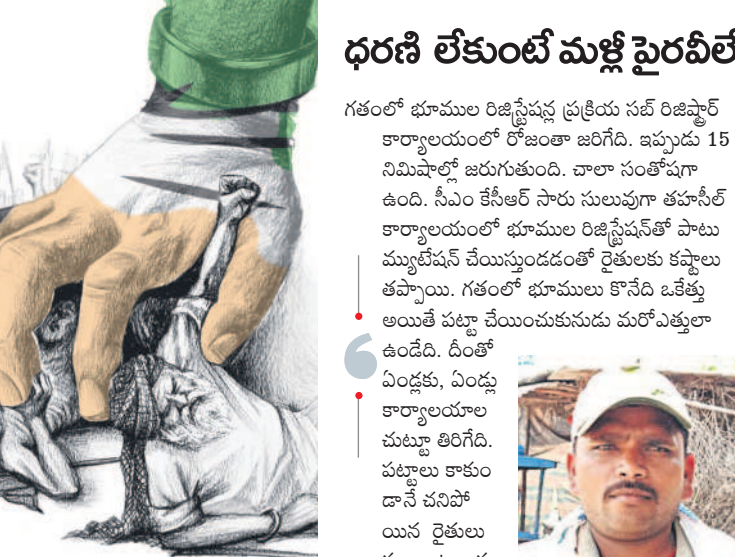 ధరణి లేకుంటే మళ్లీ పైరవీలే
గతంలో భూముల రిజిస్ట్రేషన్ల ప్రక్రియ సబ్ రిజిష్ట్రార్
కార్యాలయంలో రోజంతా జరిగేది. ఇప్పుడు 15
నిమిషాల్లో జరుగుతుంది. చాలా సంతోషగా
ఉంది. సీఎం కేసీఆర్ సారు సులువుగా తహసీల్
కార్యాలయంలో భూముల రిజిస్ట్రేషన్‌తో పాటు
మ్యుటేషన్ చేయిస్తుండడంతో రైతులకు కష్టాలు
తప్పాయి. గతంలో భూములు కొనేది ఒకేత్తు
అయితే పట్టా చేయించుకునుడు మరోఎత్తులా
ఉండేది. దీంతో
ఏండ్లకు, ఏండ్లు
కార్యాలయాల
చుట్టూ తిరిగేది.
పట్టాలు కాకుం
డానే చనిపో
యిన రైతులు